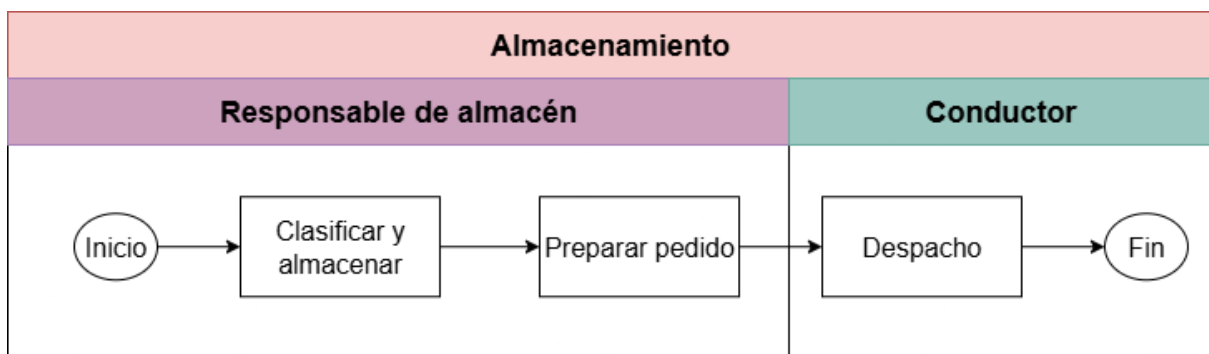 Almacenamiento
Responsable de almacén
Conductor
Inicio
Clasificar y
almacenar
Preparar pedido
Despacho
Fin